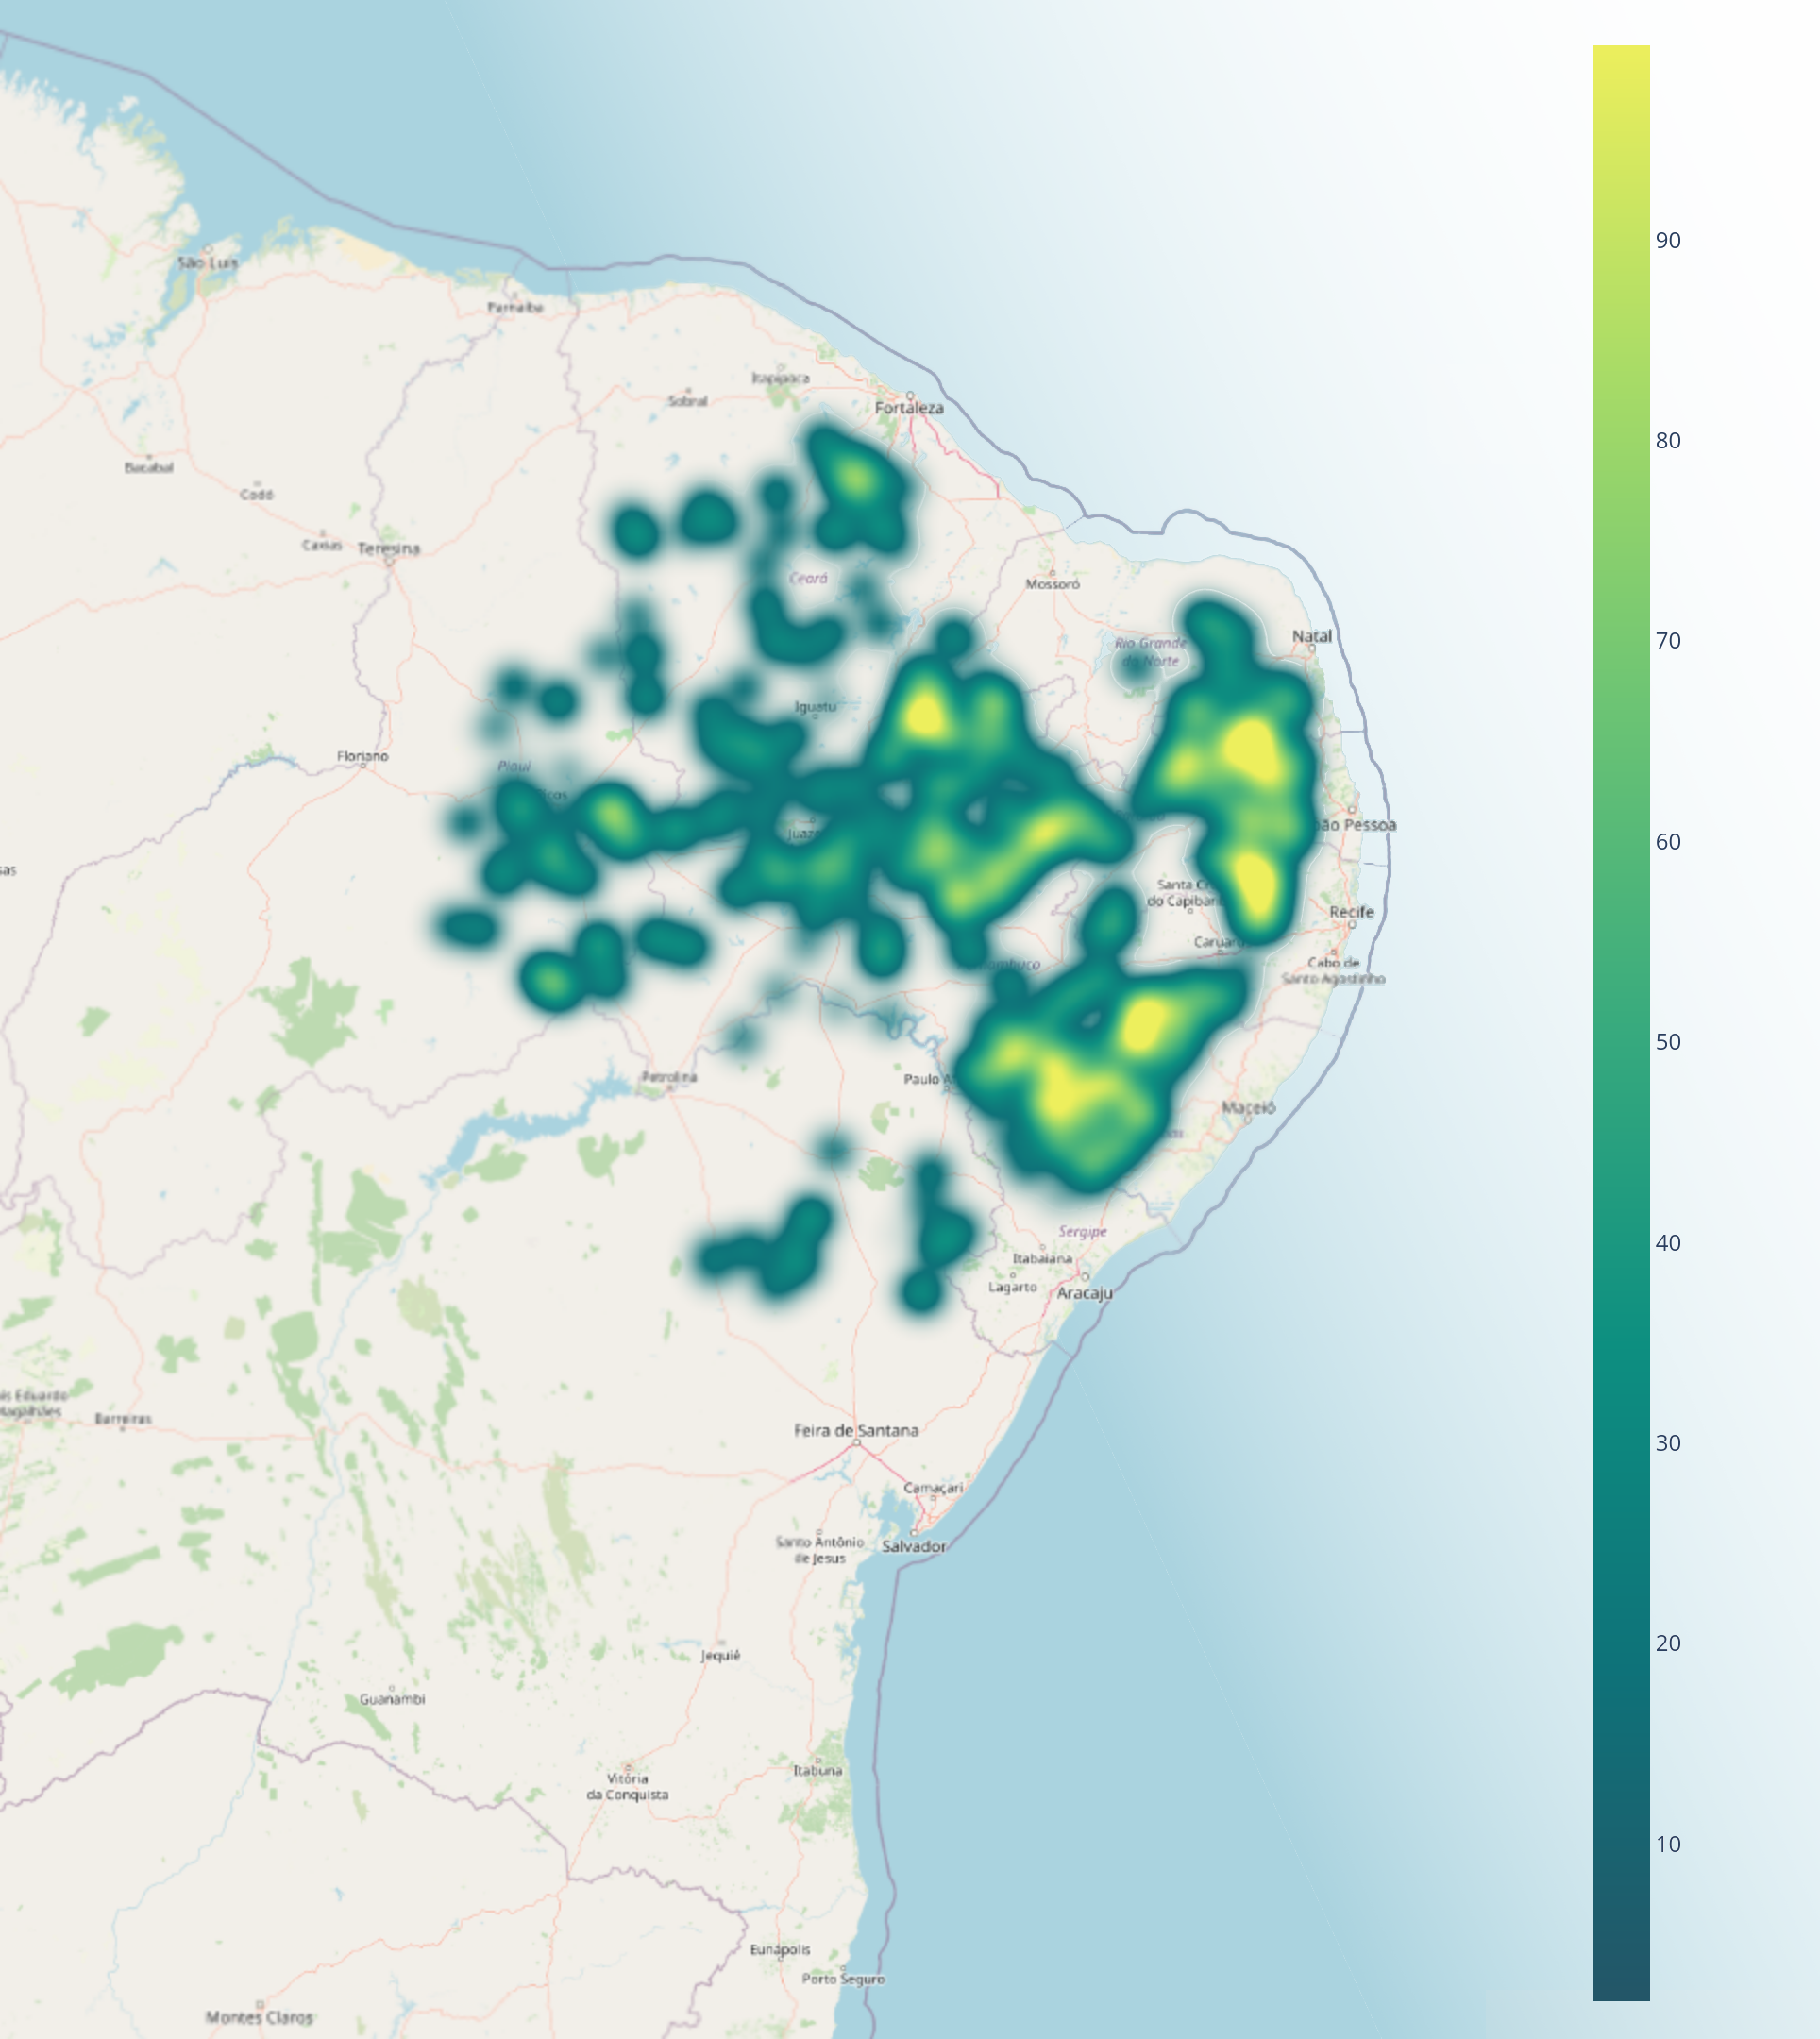 São Luís
Parnaíba
90
Itapipoca
Sobral
Fortaleza
80
Bacabal
Codó
Caxias
Teresina
Ceará
Mossoró
70
Natal
Rio Grande
do Norte
Iguatu
Floriano
Piauí
João Pessoa
60
Santa
do Capibar
Recife
Caruaru
mbuco
Cabo de
Santo Agostinho
50
Petrolina
Paulo A
Maceió
Sergipe
40
Itabaiana
Lagarto
Aracaju
Barreiras
Feira de Santana
30
Camaçari
Santo Antônio
de Jesus
Salvador
20
Jequié
Guanambi
Itabuna
Vitória
da Conquista
10
Eunápolis
Porto Seguro
Montes Claros